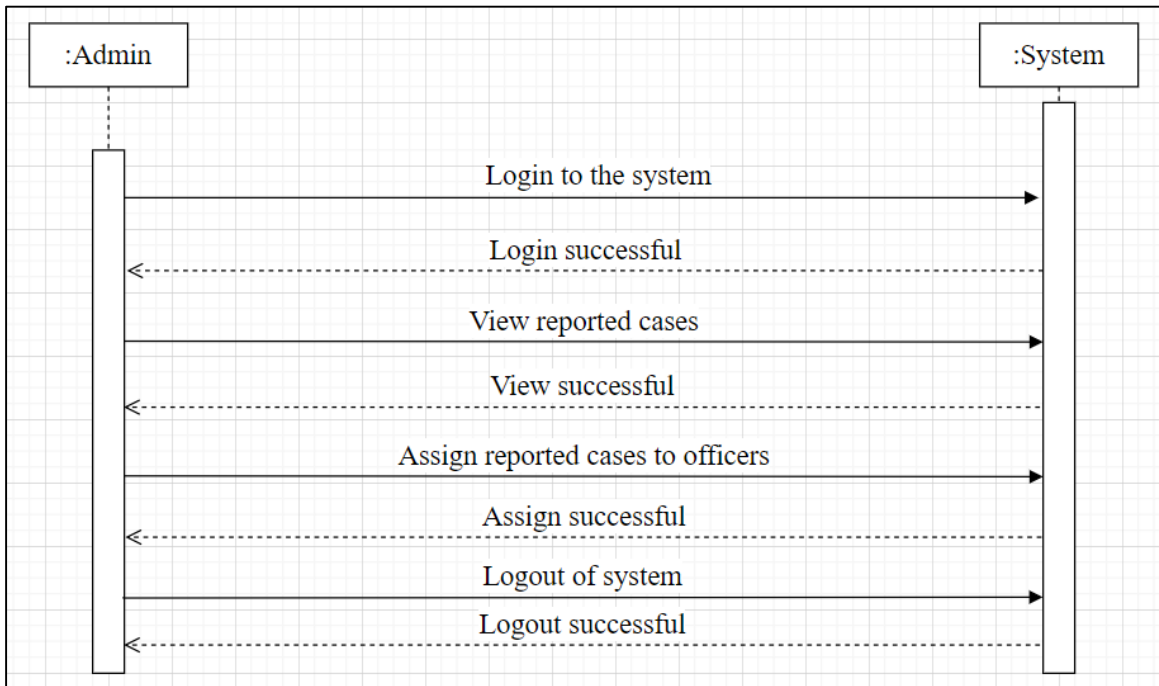 :Admin
:System
Login to the system
Login successful
View reported cases
View successful
Assign reported cases to officers
Assign successful
Logout of system
Logout successful